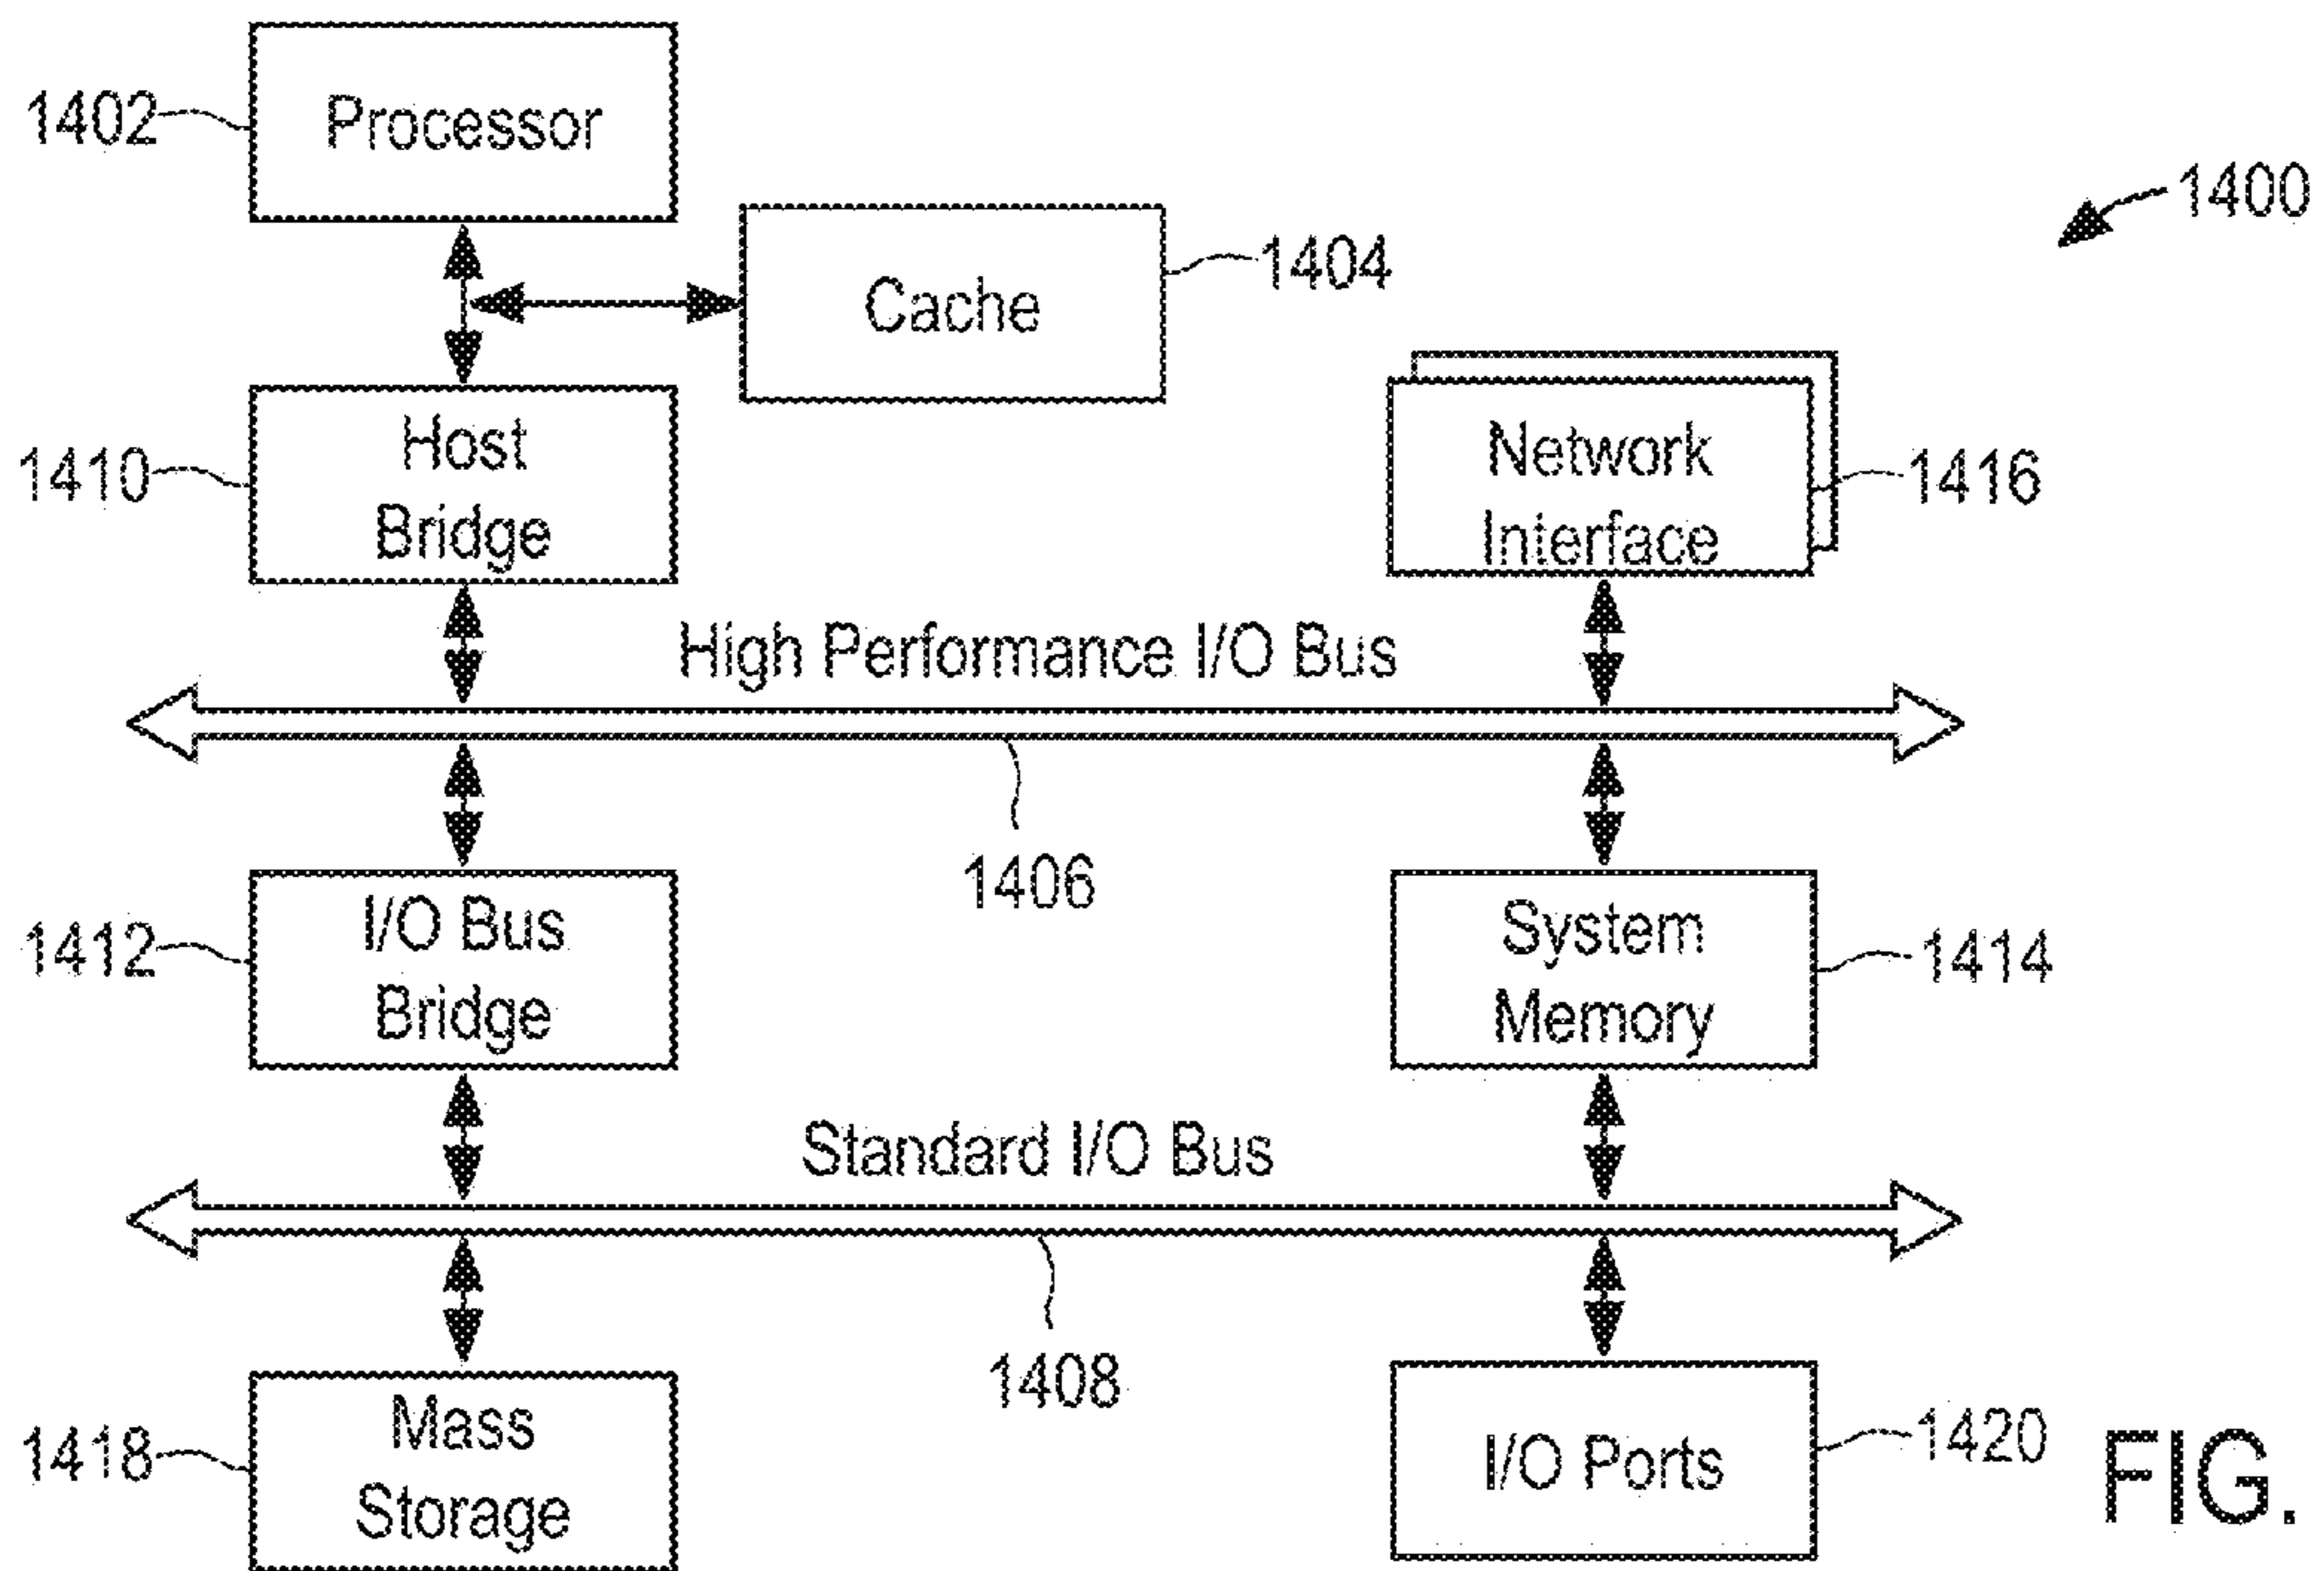 1402
Processor
1400
1404
Cache
Host
Bridge
1410
Network
Interface
1416
High Performance I/O Bus
1406
1412
I/O Bus
Bridge
System
Memory
1414
Standard I/O Bus
1408
1418
Mass
Storage
I/O Ports
1420
FIG.